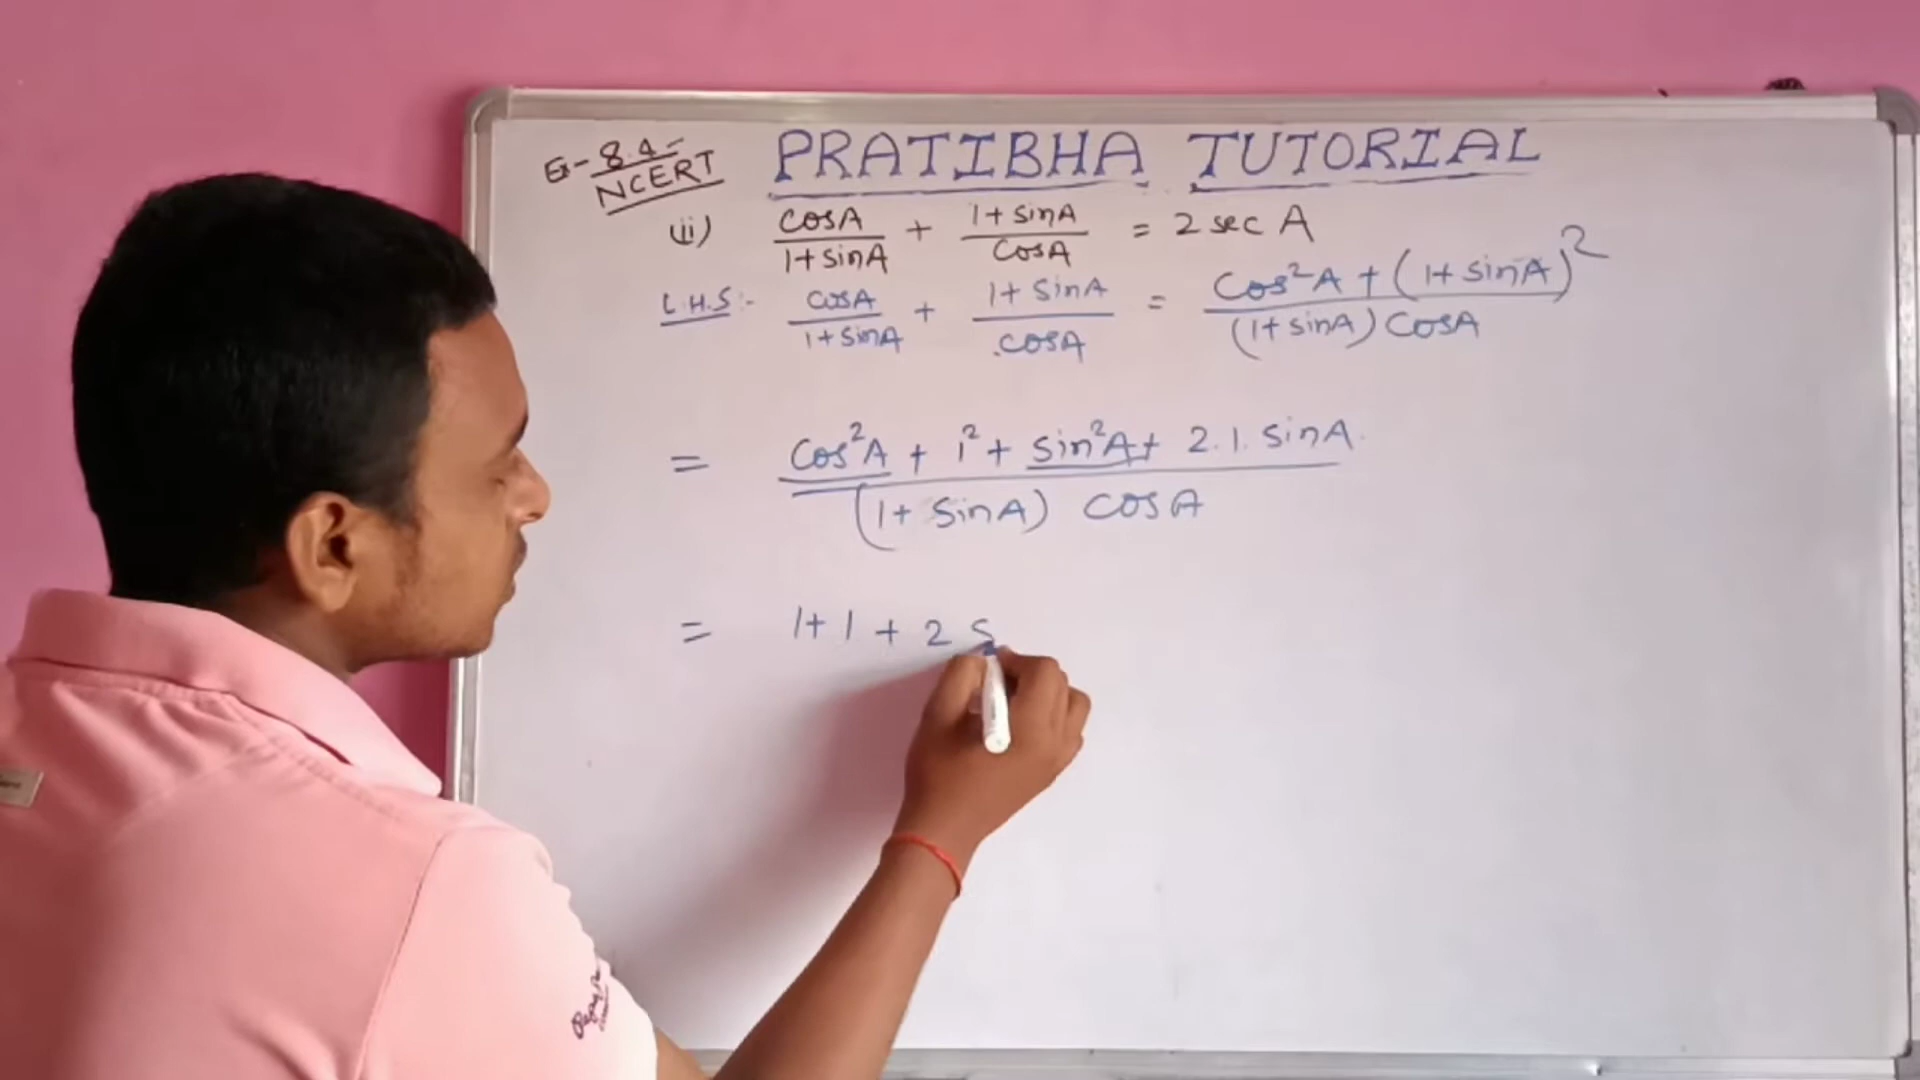 Ex-8.4
NCERT
PRATIBHA TUTORIAL
(ii) cosA/1+sinA + 1+sinA/cosA = 2 sec A
L.H.S:- cosA/1+sinA + 1+sinA/cosA = cos²A + (1+sinA)²/(1+sinA) cosA
= cos²A + 1² + sin²A + 2.1. sinA/(1+ sinA) cosA
= 1+1 + 2 s